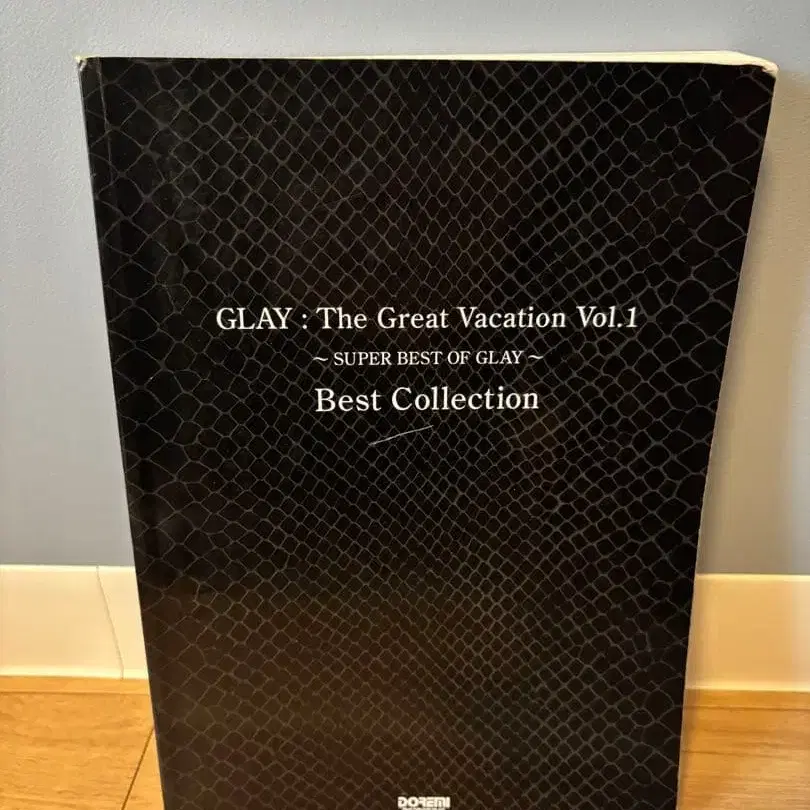 GLAY : The Great Vacation Vol.1
～ SUPER BEST OF GLAY ～
Best Collection
DOREMI